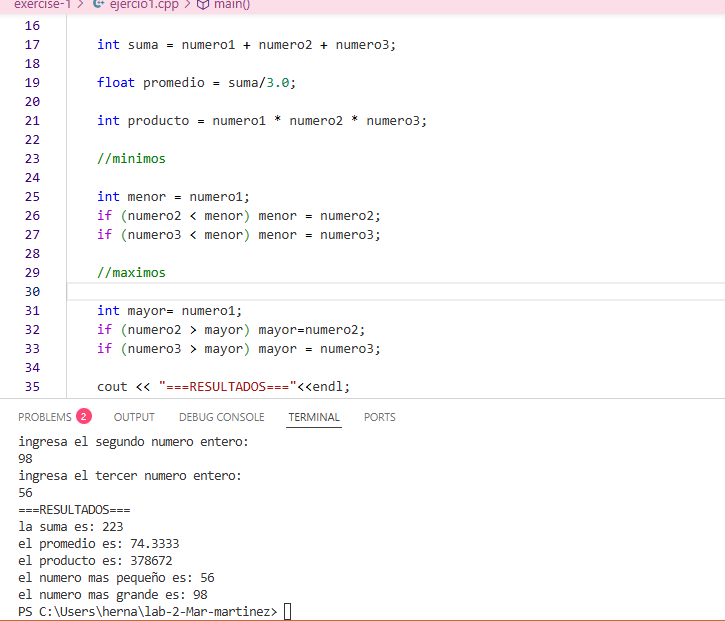 exercise-1 > ejercio1.cpp > main()
16
17 int suma = numero1 + numero2 + numero3;
18
19 float promedio = suma/3.0;
20
21 int producto = numero1 * numero2 * numero3;
22
23 //minimos
24
25 int menor = numero1;
26 if (numero2 < menor) menor = numero2;
27 if (numero3 < menor) menor = numero3;
28
29 //maximos
30
31 int mayor= numero1;
32 if (numero2 > mayor) mayor=numero2;
33 if (numero3 > mayor) mayor = numero3;
34
35 cout << "===RESULTADOS==="<<endl;
PROBLEMS 2 OUTPUT DEBUG CONSOLE TERMINAL PORTS
ingresa el segundo numero entero:
98
ingresa el tercer numero entero:
56
===RESULTADOS===
la suma es: 223
el promedio es: 74.3333
el producto es: 378672
el numero mas pequeño es: 56
el numero mas grande es: 98
PS C:\Users\herna\lab-2-Mar-martinez>